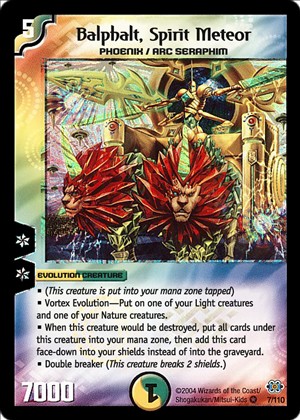 5
Balphalt, Spirit Meteor
PHOENIX / ARC SERAPHIM
EVOLUTION CREATURE
▪ (This creature is put into your mana zone tapped)
▪ Vortex Evolution—Put on one of your Light creatures
and one of your Nature creatures.
▪ When this creature would be destroyed, put all cards under
this creature into your mana zone, then add this card
face-down into your shields instead of into the graveyard.
▪ Double breaker (This creature breaks 2 shields.)
7000
1
©2004 Wizards of the Coast/
Shogakukan/Mitsui-Kids
7/110